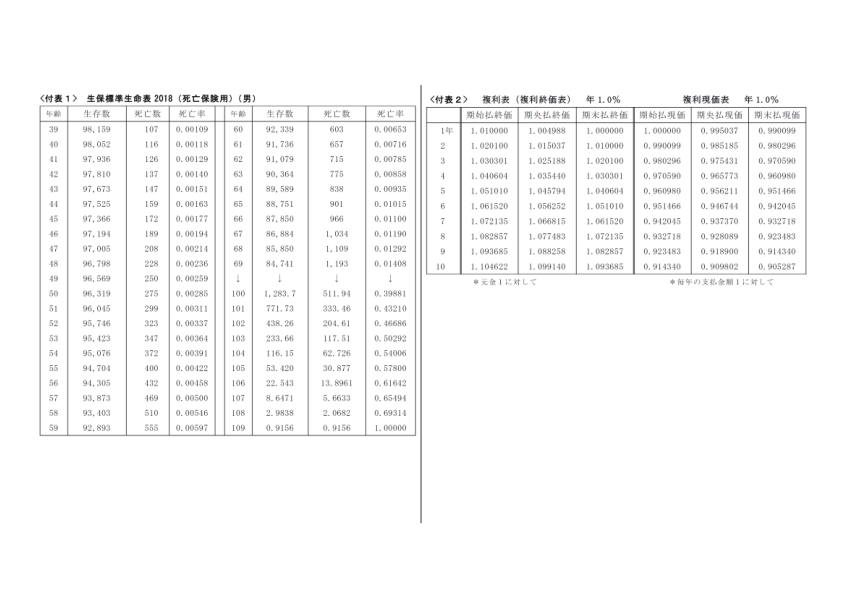 <付表1> 生保標準生命表 2018（死亡保険用）（男）
年齢 生存数 死亡数 死亡率 年齢 生存数 死亡数 死亡率
39 98,159 107 0.00109 60 92,339 603 0.00653
40 98,052 116 0.00118 61 91,736 657 0.00716
41 97,936 126 0.00129 62 91,079 715 0.00785
42 97,810 137 0.00140 63 90,364 775 0.00858
43 97,673 147 0.00151 64 89,589 838 0.00935
44 97,525 159 0.00163 65 88,751 901 0.01015
45 97,366 172 0.00177 66 87,850 966 0.01100
46 97,194 189 0.00194 67 86,884 1,034 0.01190
47 97,005 208 0.00214 68 85,850 1,109 0.01292
48 96,798 228 0.00236 69 84,741 1,193 0.01408
49 96,569 250 0.00259 ↓ ↓ ↓ ↓
50 96,319 275 0.00285 100 1,283.7 511.94 0.39881
51 96,045 299 0.00311 101 771.73 333.46 0.43210
52 95,746 323 0.00337 102 438.26 204.61 0.46686
53 95,423 347 0.00364 103 233.66 117.51 0.50292
54 95,076 372 0.00391 104 116.15 62.726 0.54006
55 94,704 400 0.00422 105 53.420 30.877 0.57800
56 94,305 432 0.00458 106 22.543 13.8961 0.61642
57 93,873 469 0.00500 107 8.6471 5.6633 0.65494
58 93,403 510 0.00546 108 2.9838 2.0682 0.69314
59 92,893 555 0.00597 109 0.9156 0.9156 1.00000
<付表2> 複利表（複利終価表） 年1.0% 複利現価表 年1.0%
期始払終価 期央払終価 期末払終価 期始払現価 期央払現価 期末払現価
1年 1.010000 1.004988 1.000000 1.000000 0.995037 0.990099
2 1.020100 1.015037 1.010000 0.990099 0.985185 0.980296
3 1.030301 1.025188 1.020100 0.980296 0.975431 0.970590
4 1.040604 1.035440 1.030301 0.970590 0.965773 0.960980
5 1.051010 1.045794 1.040604 0.960980 0.956211 0.951466
6 1.061520 1.056252 1.051010 0.951466 0.946744 0.942045
7 1.072135 1.066815 1.061520 0.942045 0.937370 0.932718
8 1.082857 1.077483 1.072135 0.932718 0.928089 0.923483
9 1.093685 1.088258 1.082857 0.923483 0.918900 0.914340
10 1.104622 1.099140 1.093685 0.914340 0.909802 0.905287
＊元金1に対して ＊毎年の支払金額1に対して